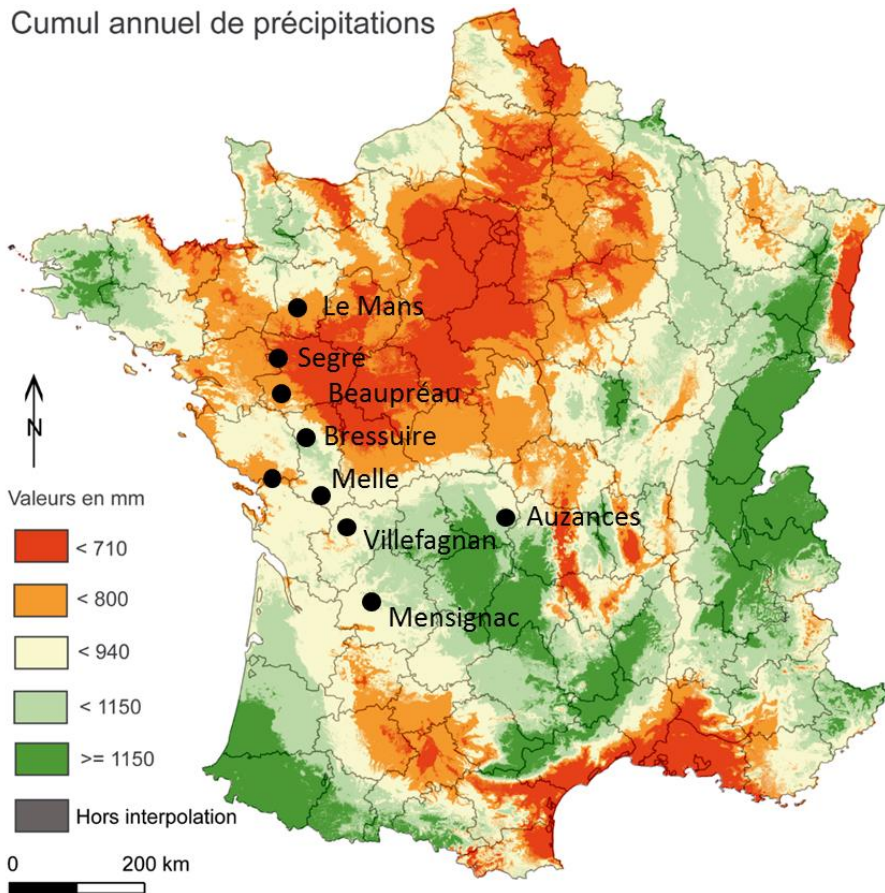 Cumul annuel de précipitations
Le Mans
Segré
Beaupréau
Bressuire
Melle
Auzances
Villefagnan
Mensignac
N
Valeurs en mm
< 710
< 800
< 940
< 1150
>= 1150
Hors interpolation
0 200 km